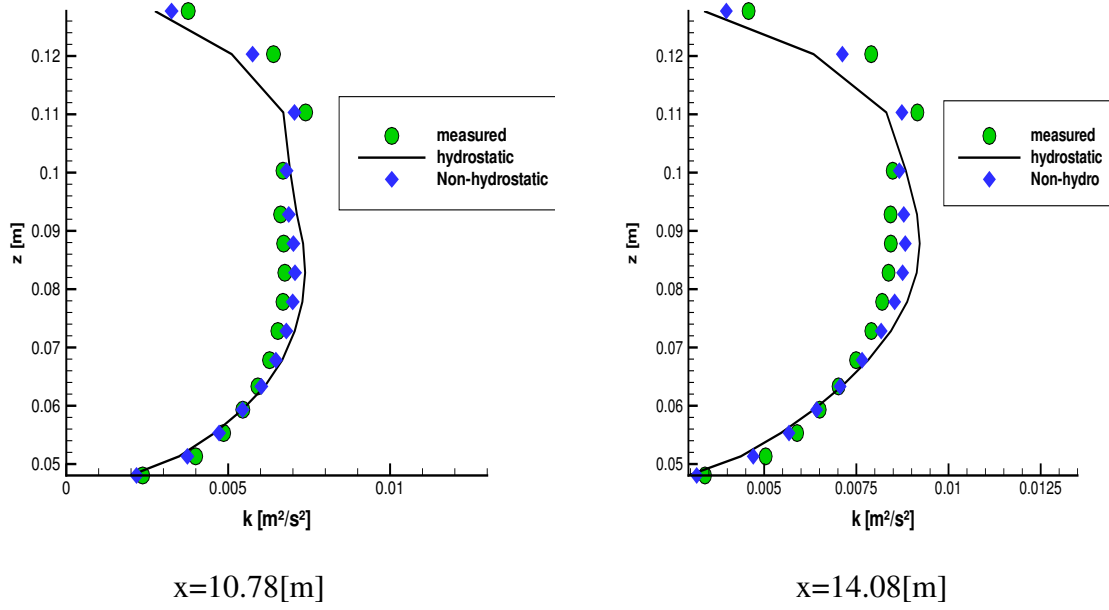 0.12
0.11
0.1
0.09
0.08
0.07
0.06
0.05
z [m]
measured
hydrostatic
Non-hydrostatic
0
0.005
0.01
k [m²/s²]
x=10.78[m]
0.12
0.11
0.1
0.09
0.08
0.07
0.06
0.05
z [m]
measured
hydrostatic
Non-hydro
0.005
0.0075
0.01
0.0125
k [m²/s²]
x=14.08[m]